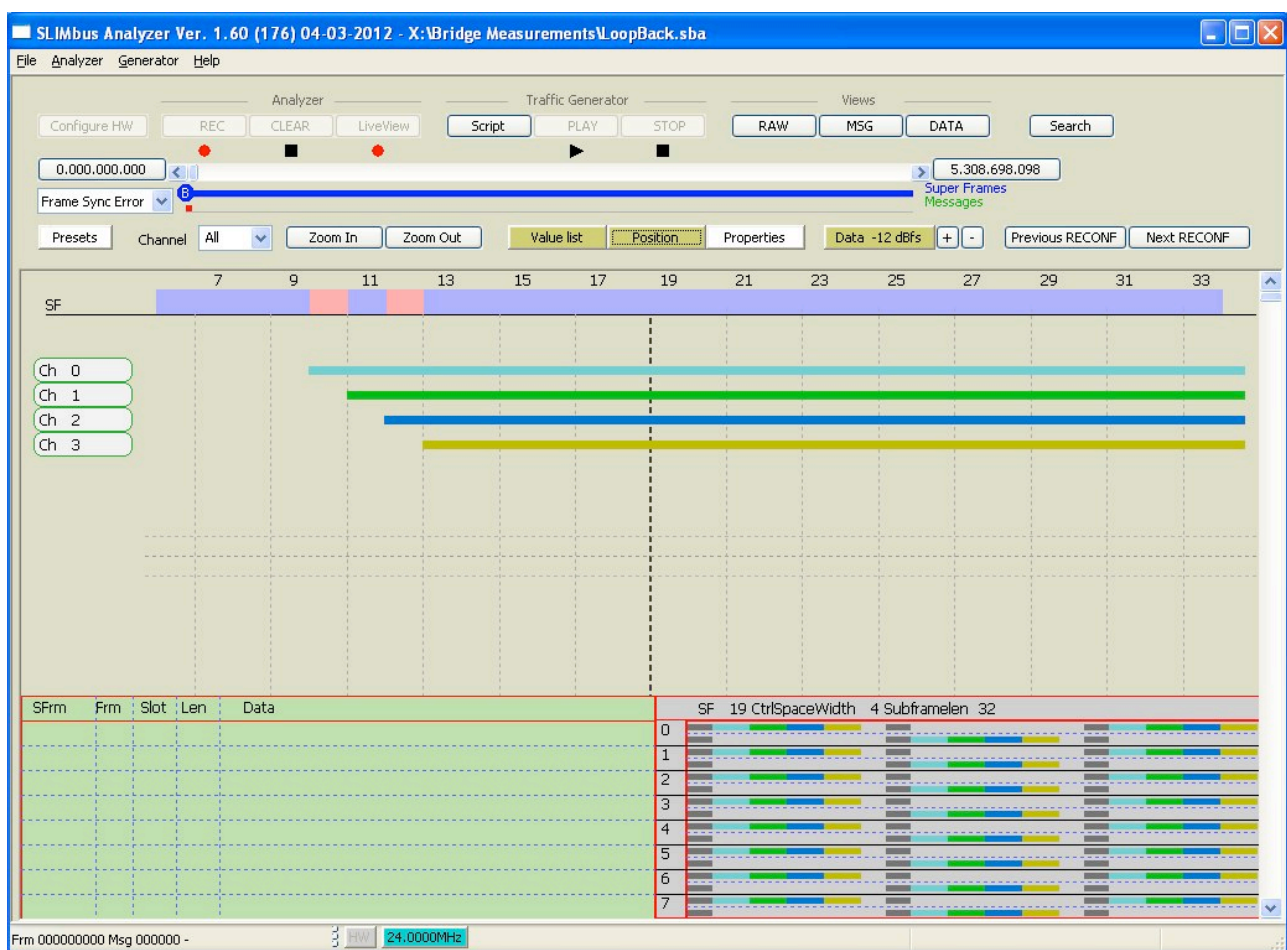 SLIMbus Analyzer Ver. 1.60 (176) 04-03-2012 - X:\Bridge Measurements\LoopBack.sba
File Analyzer Generator Help
Analyzer Traffic Generator Views
Configure HW REC CLEAR LiveView Script PLAY STOP RAW MSG DATA Search
0.000.000.000 5.308.698.098
Super Frames
Frame Sync Error B Messages
Presets Channel All Zoom In Zoom Out Value list Position Properties Data -12 dBfs + - Previous RECONF Next RECONF
7 9 11 13 15 17 19 21 23 25 27 29 31 33
SF
Ch 0
Ch 1
Ch 2
Ch 3
SFrm Frm Slot Len Data SF 19 CtrlSpaceWidth 4 Subframelen 32
0
1
2
3
4
5
6
7
Frm 000000000 Msg 000000 - HW 24.0000MHz